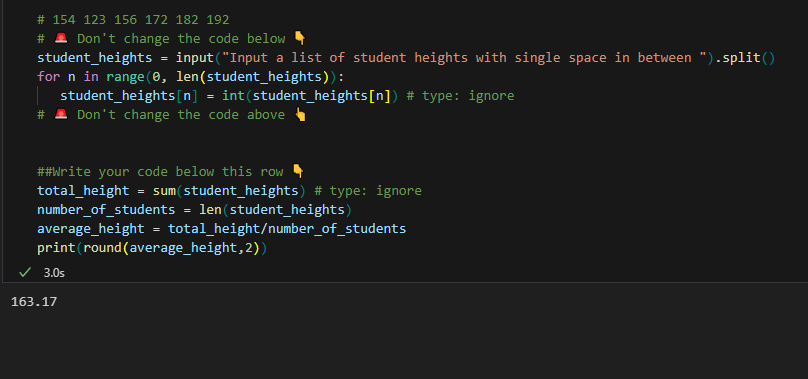 # 154 123 156 172 182 192
# 🚨 Don't change the code below 👇
student_heights = input("Input a list of student heights with single space in between ").split()
for n in range(0, len(student_heights)):
   student_heights[n] = int(student_heights[n]) # type: ignore
# 🚨 Don't change the code above 👆
##Write your code below this row 👇
total_height = sum(student_heights) # type: ignore
number_of_students = len(student_heights)
average_height = total_height/number_of_students
print(round(average_height,2))
✓ 3.0s
163.17